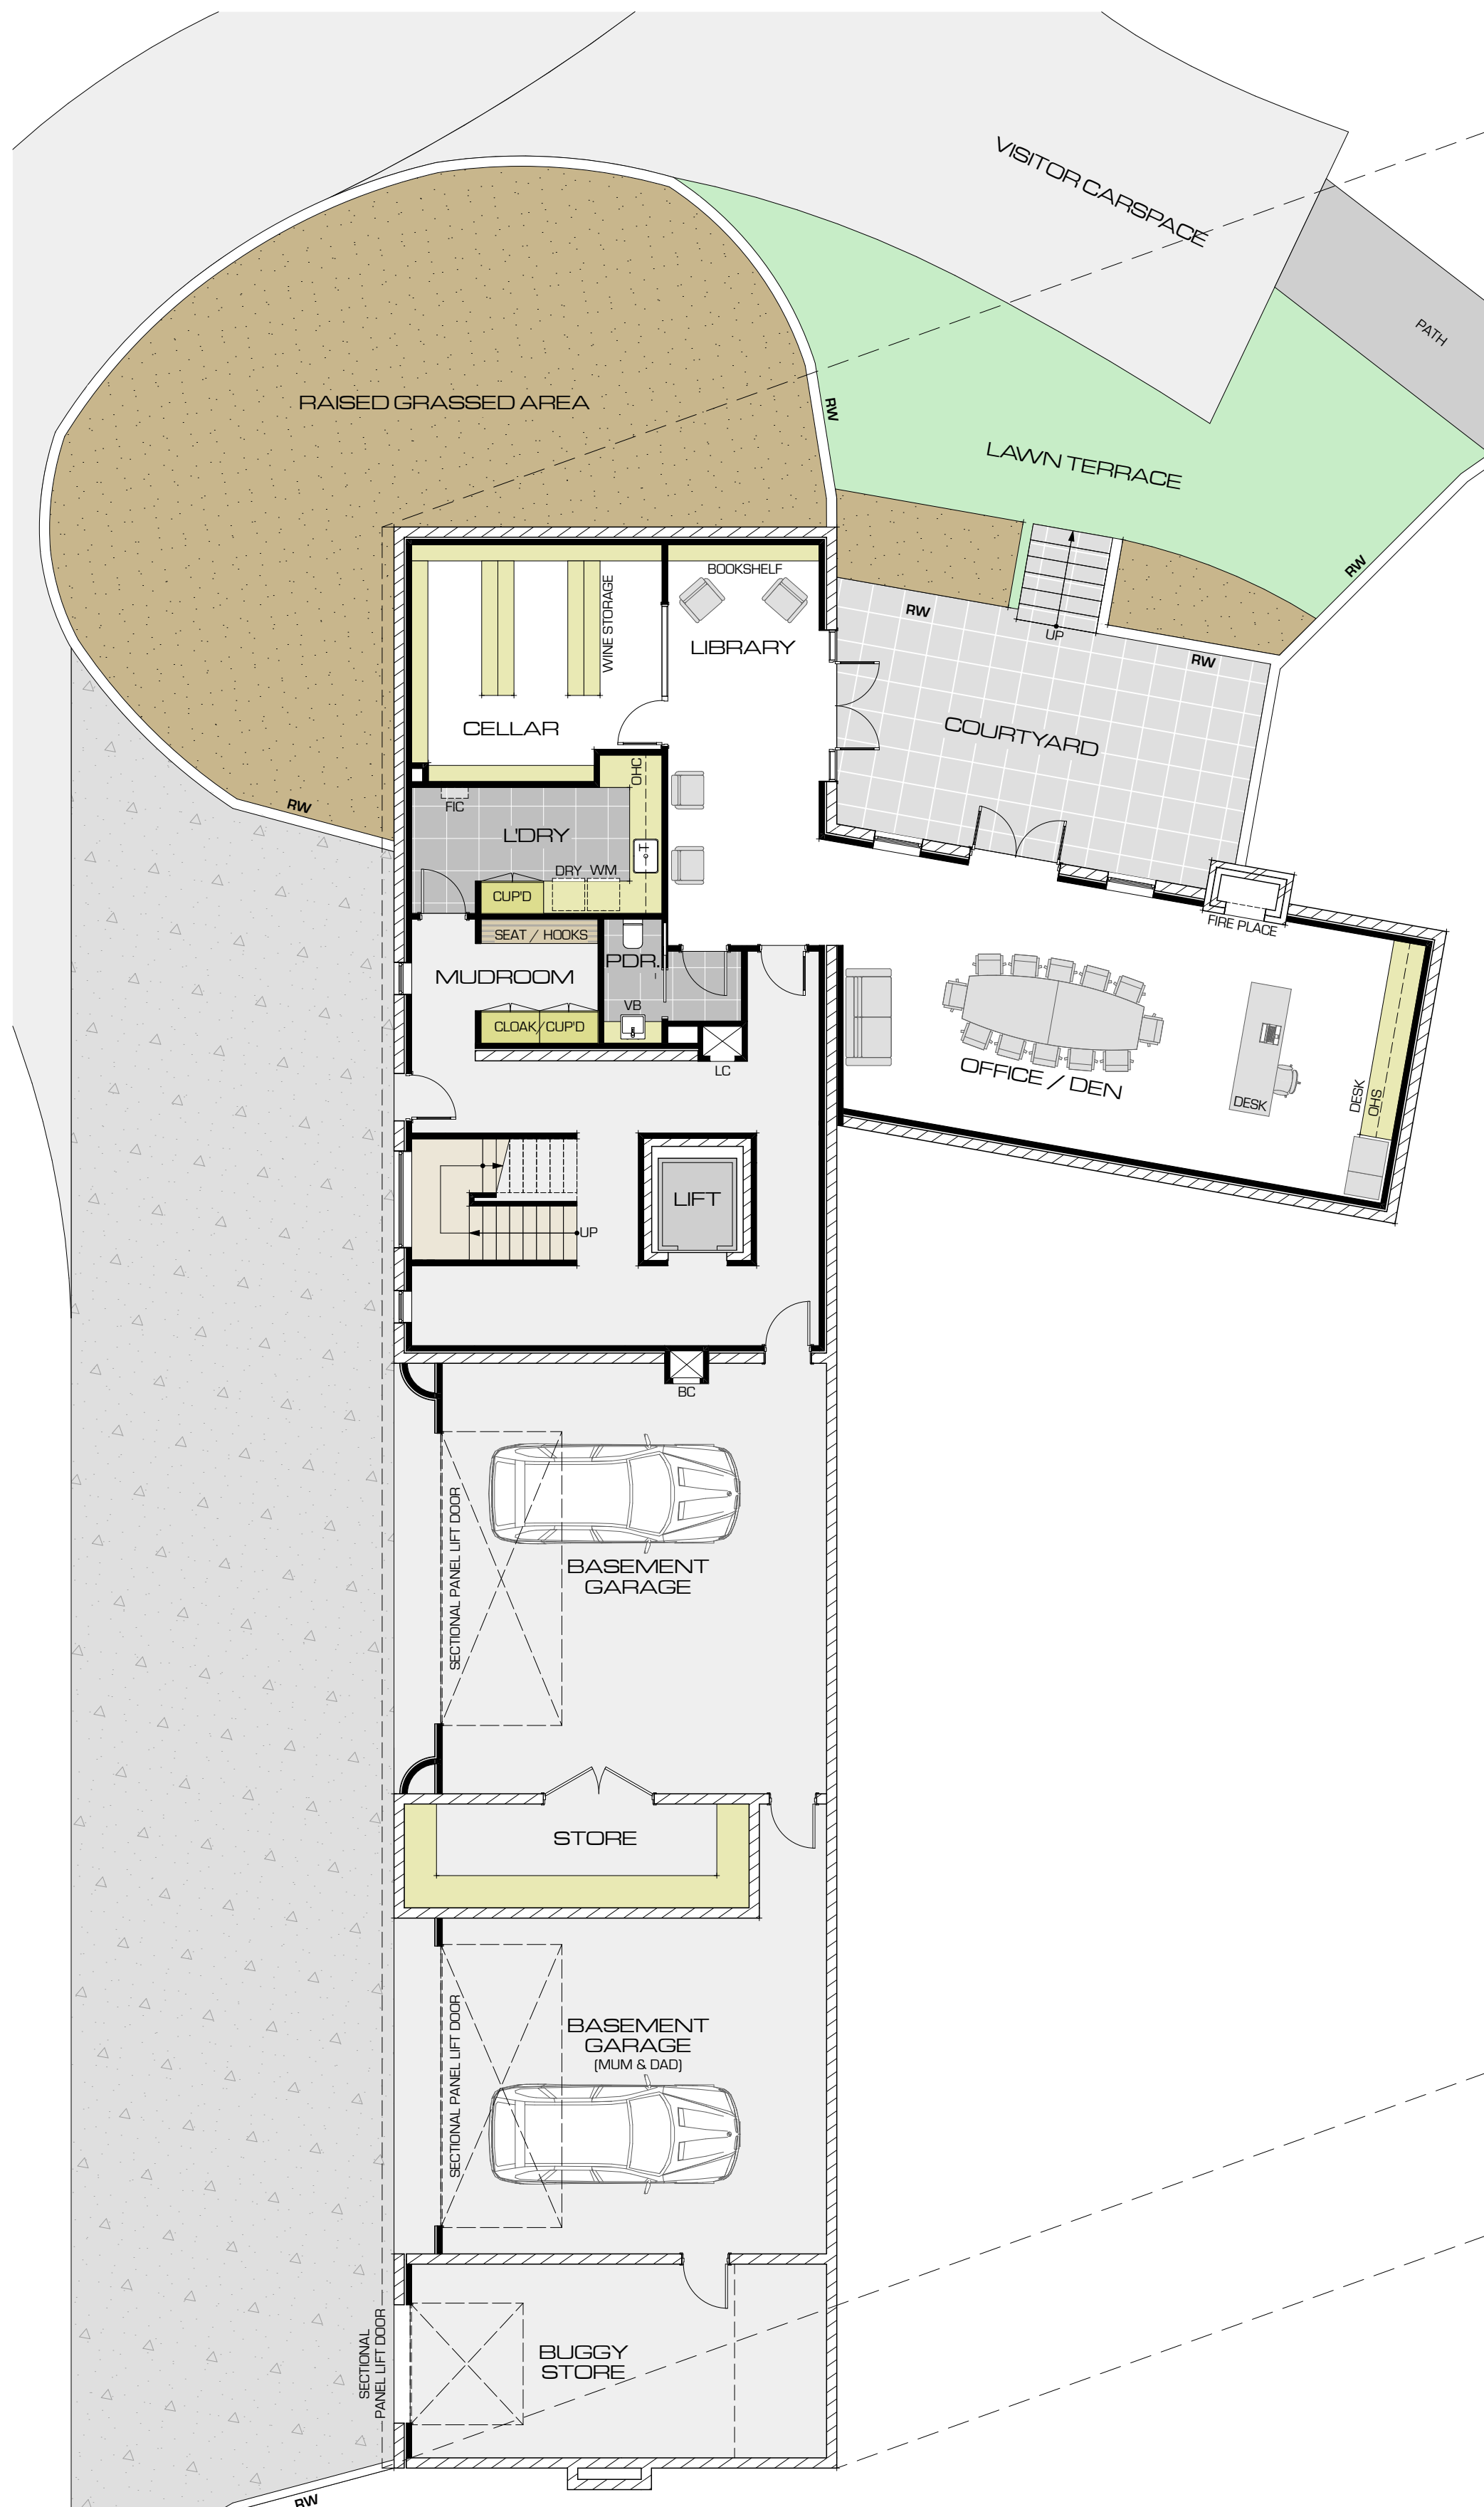 VISITOR CARSPACE
PATH
RAISED GRASSED AREA
RW
LAWN TERRACE
RW
BOOKSHELF
WINE STORAGE
LIBRARY
RW
UP
RW
CELLAR
COURTYARD
OHC
FIC
RW
L'DRY
DRY
WM
CUP'D
FIRE PLACE
SEAT / HOOKS
PDR.
MUDROOM
VB
CLOAK/CUP'D
LC
OFFICE / DEN
DESK
DESK
OHS
LIFT
UP
BC
SECTIONAL PANEL LIFT DOOR
BASEMENT
GARAGE
STORE
SECTIONAL PANEL LIFT DOOR
BASEMENT
GARAGE
(MUM & DAD)
SECTIONAL
PANEL LIFT DOOR
BUGGY
STORE
RW